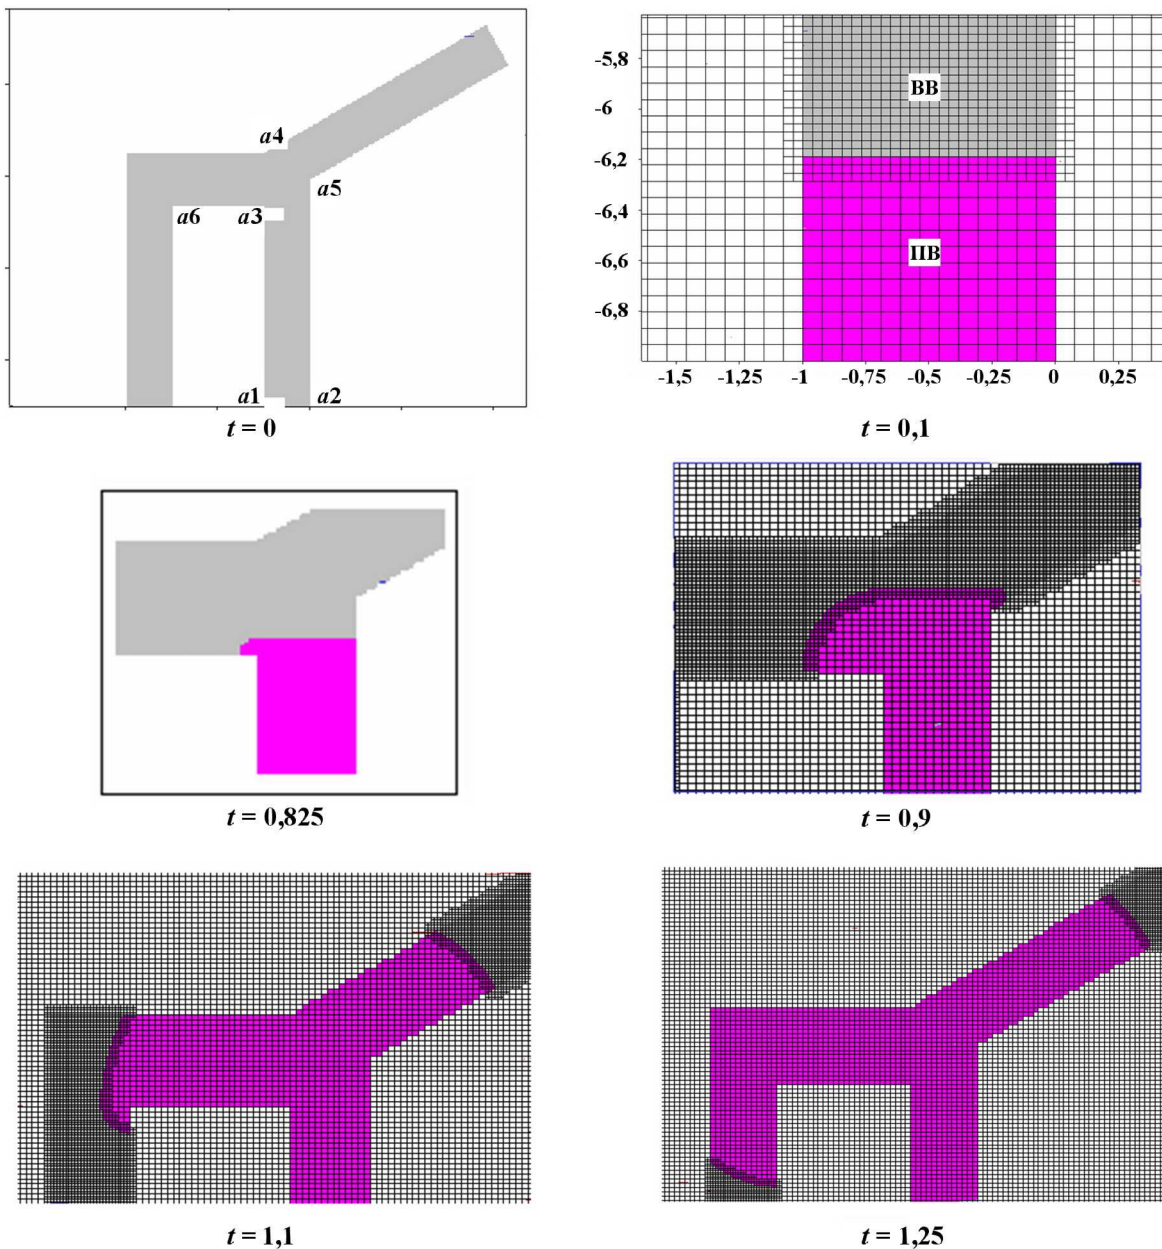 a4
a5
a6
a3
a1
a2
t = 0
-5,8
-6
-6,2
-6,4
-6,6
-6,8
ВВ
ПВ
-1,5
-1,25
-1
-0,75
-0,5
-0,25
0
0,25
t = 0,1
t = 0,825
t = 0,9
t = 1,1
t = 1,25